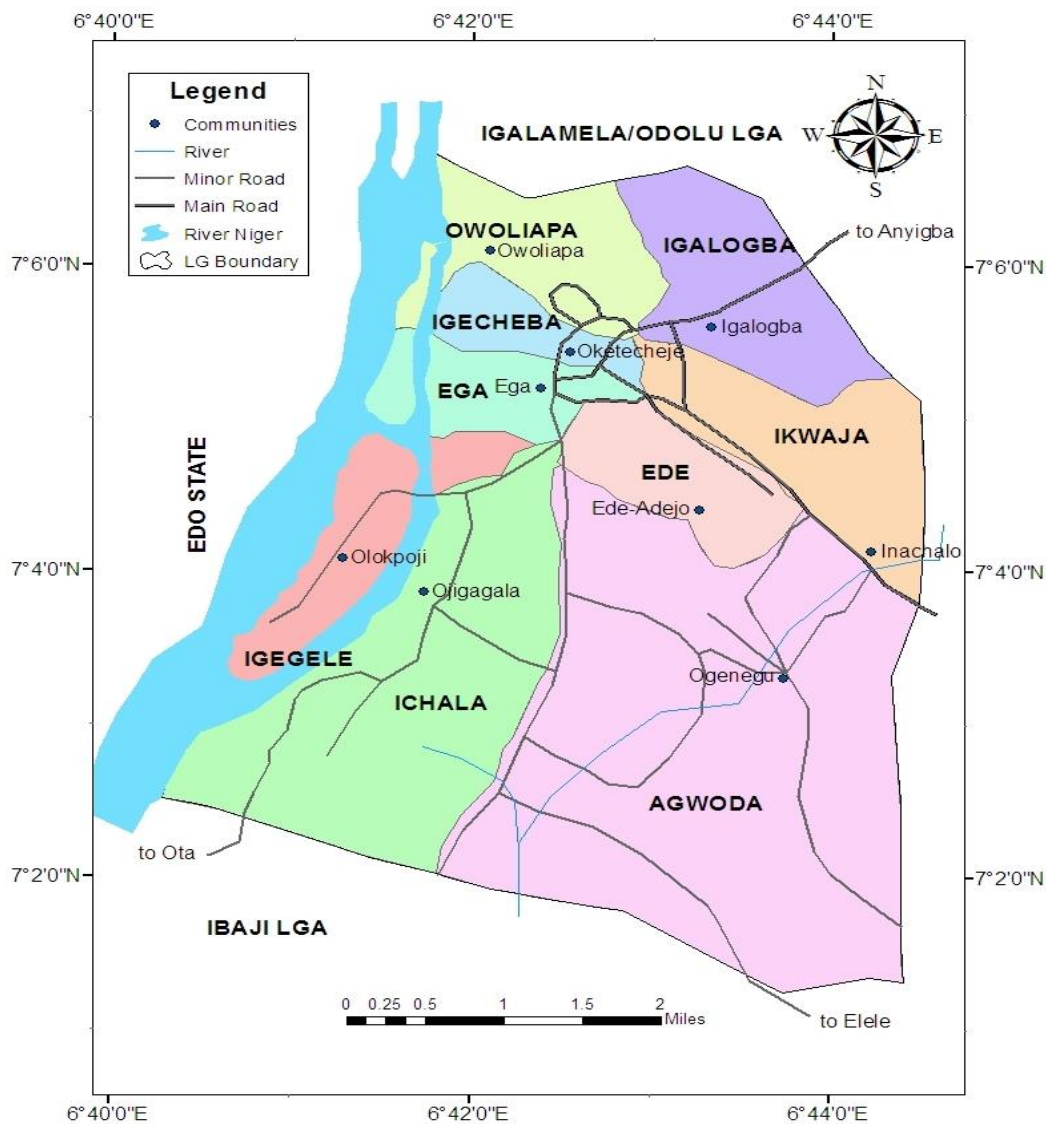 6°40'0"E 6°42'0"E 6°44'0"E
Legend
Communities
River
Minor Road
Main Road
River Niger
LG Boundary
N
W E
S
IGALAMELA/ODOLU LGA
OWOLIAPA
Owoliapa
IGALOGBA
to Anyigba
7°6'0"N 7°6'0"N
IGECHEBA
Igalogba
Oketecheje
EGA
Ega
IKWAJA
EDO STATE
EDE
Ede-Adejo
Olokpoji
Inachalo
7°4'0"N 7°4'0"N
Ojigagala
IGEGELE
Ogenegu
ICHALA
AGWODA
to Ota
7°2'0"N 7°2'0"N
IBAJI LGA
0 0.25 0.5 1 1.5 2
Miles
to Elele
6°40'0"E 6°42'0"E 6°44'0"E